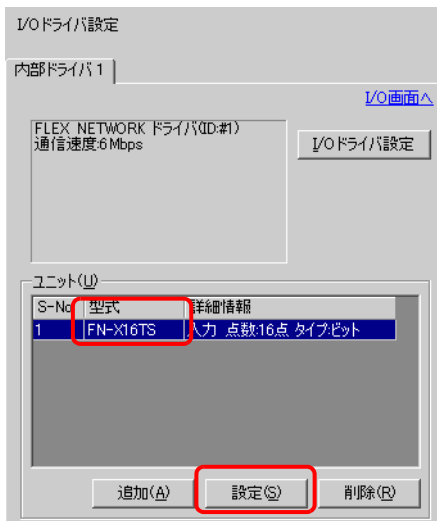 I/Oドライバ設定
内部ドライバ1
I/O画面へ
FLEX NETWORK ドライバ(ID:#1)
通信速度:6Mbps
I/Oドライバ設定
ユニット(U)
S-No 型式 詳細情報
1 FN-X16TS 入力 点数:16点 タイプ:ビット
追加(A) 設定(S) 削除(R)